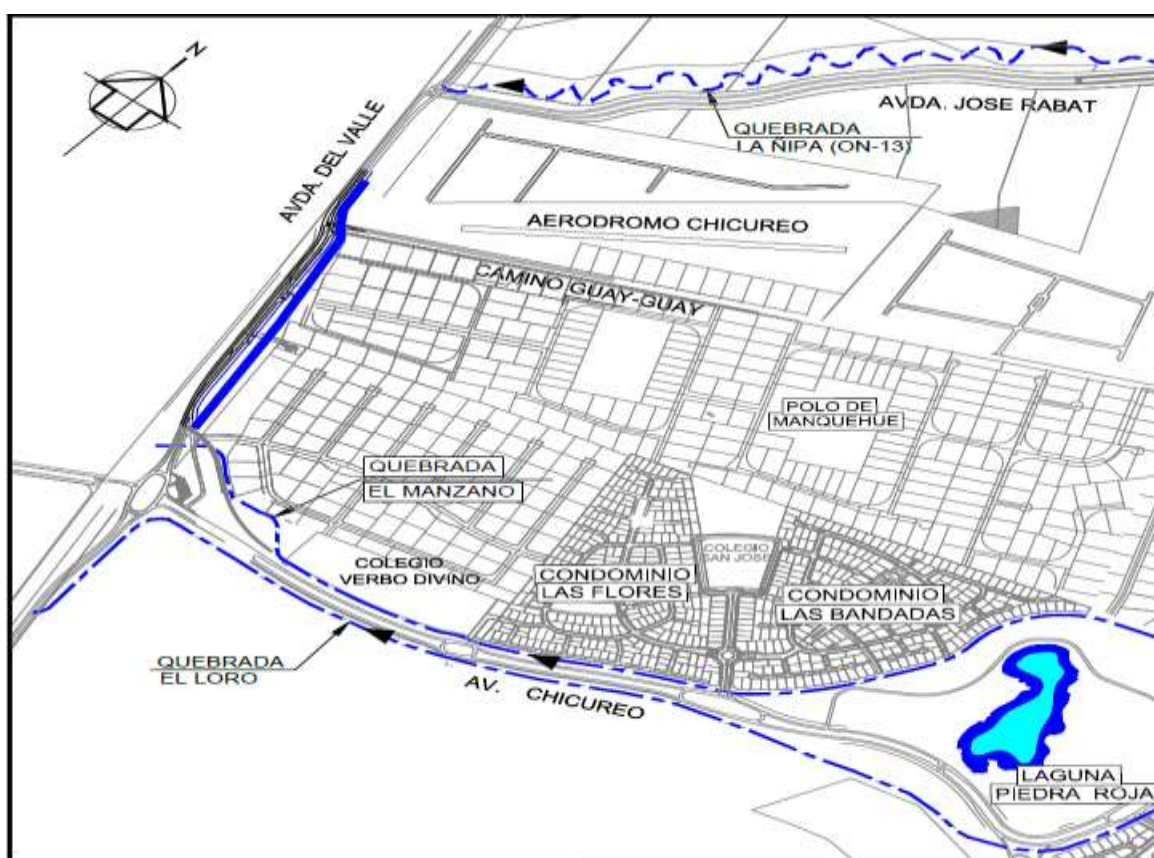 N
AVDA. DEL VALLE
AVDA. JOSE RABAT
QUEBRADA
LA ÑIPA (ON-13)
AERODROMO CHICUREO
CAMINO GUAY-GUAY
POLO DE
MANQUEHUE
QUEBRADA
EL MANZANO
COLEGIO
VERBO DIVINO
COLEGIO
SAN JOSE
CONDOMINIO
LAS FLORES
CONDOMINIO
LAS BANDADAS
QUEBRADA
EL LORO
AV. CHICUREO
LAGUNA
PIEDRA ROJA